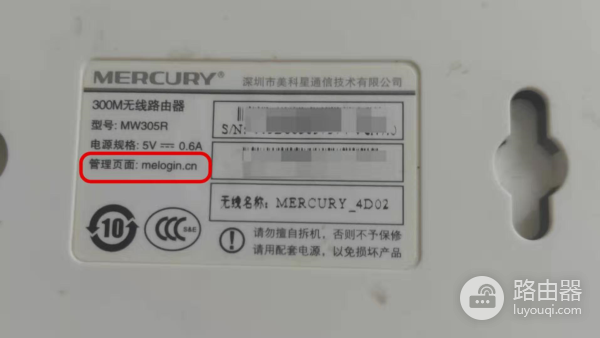 MERCURY® 深圳市美科星通信技术有限公司
300M无线路由器
型号: MW305R
电源规格: 5V ⎓ 0.6A
管理页面: melogin.cn
S/N:
无线名称: MERCURY_4D02
10
CCC
S&E
请勿擅自拆机，否则不予保修
请用配套电源，以免损坏产品
路由器
luyouqi.com